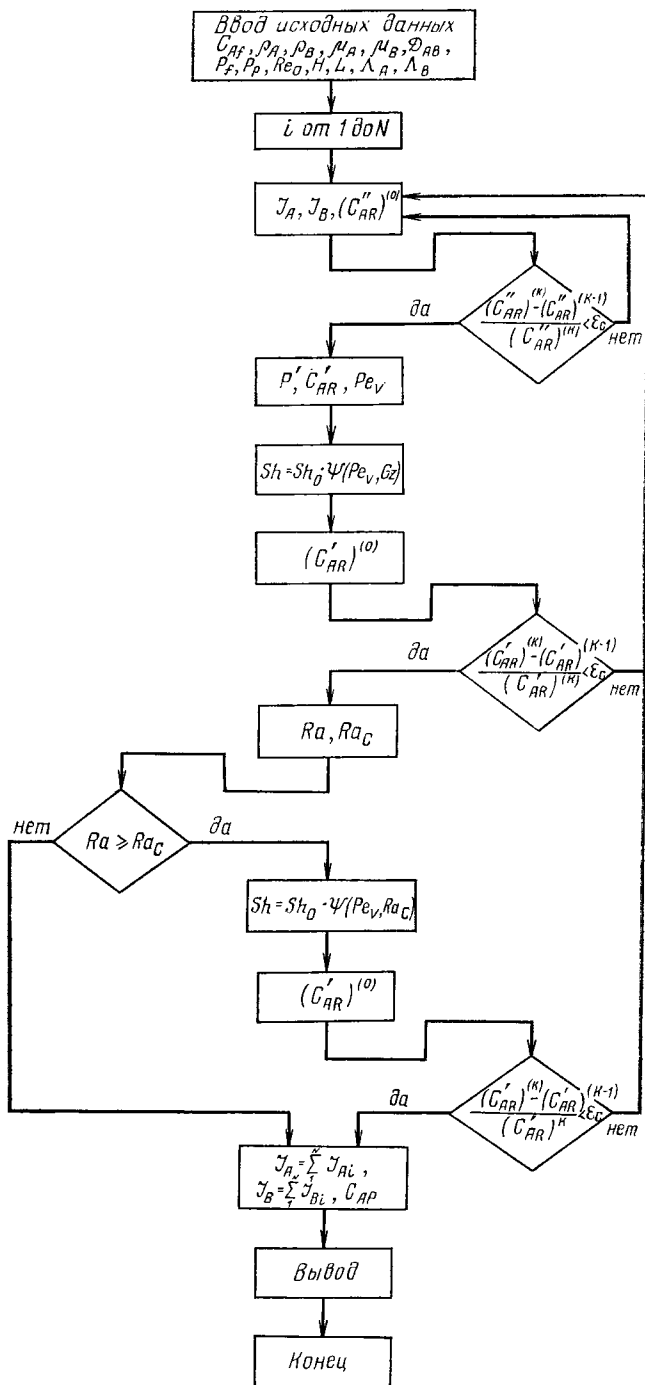 Ввод исходных данных
C_Af, ρ_A, ρ_B, μ_A, μ_B, D_AB,
P_f, P_p, Re_0, H, L, Λ_A, Λ_B
i от 1 до N
J_A, J_B, (C''_AR)^(0)
да
(C''_AR)^(к) - (C''_AR)^(к-1)
(C''_AR)^(к)
< ε_c
нет
P', C'_AR, Pe_v
Sh = Sh_0 · Ψ(Pe_v, Gz)
(C'_AR)^(0)
да
(C'_AR)^(к) - (C'_AR)^(к-1)
(C'_AR)^(к)
< ε_c
нет
Ra, Ra_c
нет
Ra ⩾ Ra_c
да
Sh = Sh_0 · Ψ(Pe_v, Ra_c)
(C'_AR)^(0)
да
(C'_AR)^(к) - (C'_AR)^(к-1)
(C'_AR)^к
< ε_c
нет
J_A = Σ_1^N J_Ai,
J_B = Σ_1^N J_Bi, C_AP
Вывод
Конец